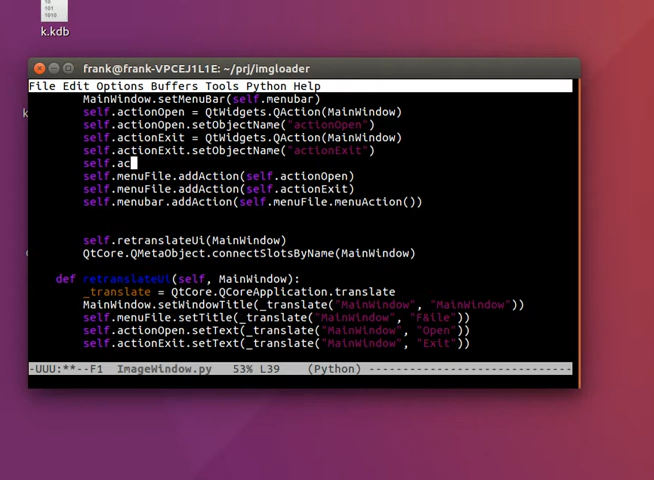 10
101
1010
k.kdb
frank@frank-VPCEJ1L1E: ~/prj/imgloader
File Edit Options Buffers Tools Python Help
MainWindow.setMenuBar(self.menubar)
self.actionOpen = QtWidgets.QAction(MainWindow)
self.actionOpen.setObjectName("actionOpen")
self.actionExit = QtWidgets.QAction(MainWindow)
self.actionExit.setObjectName("actionExit")
self.ac
self.menuFile.addAction(self.actionOpen)
self.menuFile.addAction(self.actionExit)
self.menubar.addAction(self.menuFile.menuAction())
self.retranslateUi(MainWindow)
QtCore.QMetaObject.connectSlotsByName(MainWindow)
def retranslateUi(self, MainWindow):
_translate = QtCore.QCoreApplication.translate
MainWindow.setWindowTitle(_translate("MainWindow", "MainWindow"))
self.menuFile.setTitle(_translate("MainWindow", "F&ile"))
self.actionOpen.setText(_translate("MainWindow", "Open"))
self.actionExit.setText(_translate("MainWindow", "Exit"))
-UUU:**--F1 ImageWindow.py 53% L39 (Python) -----------------------------